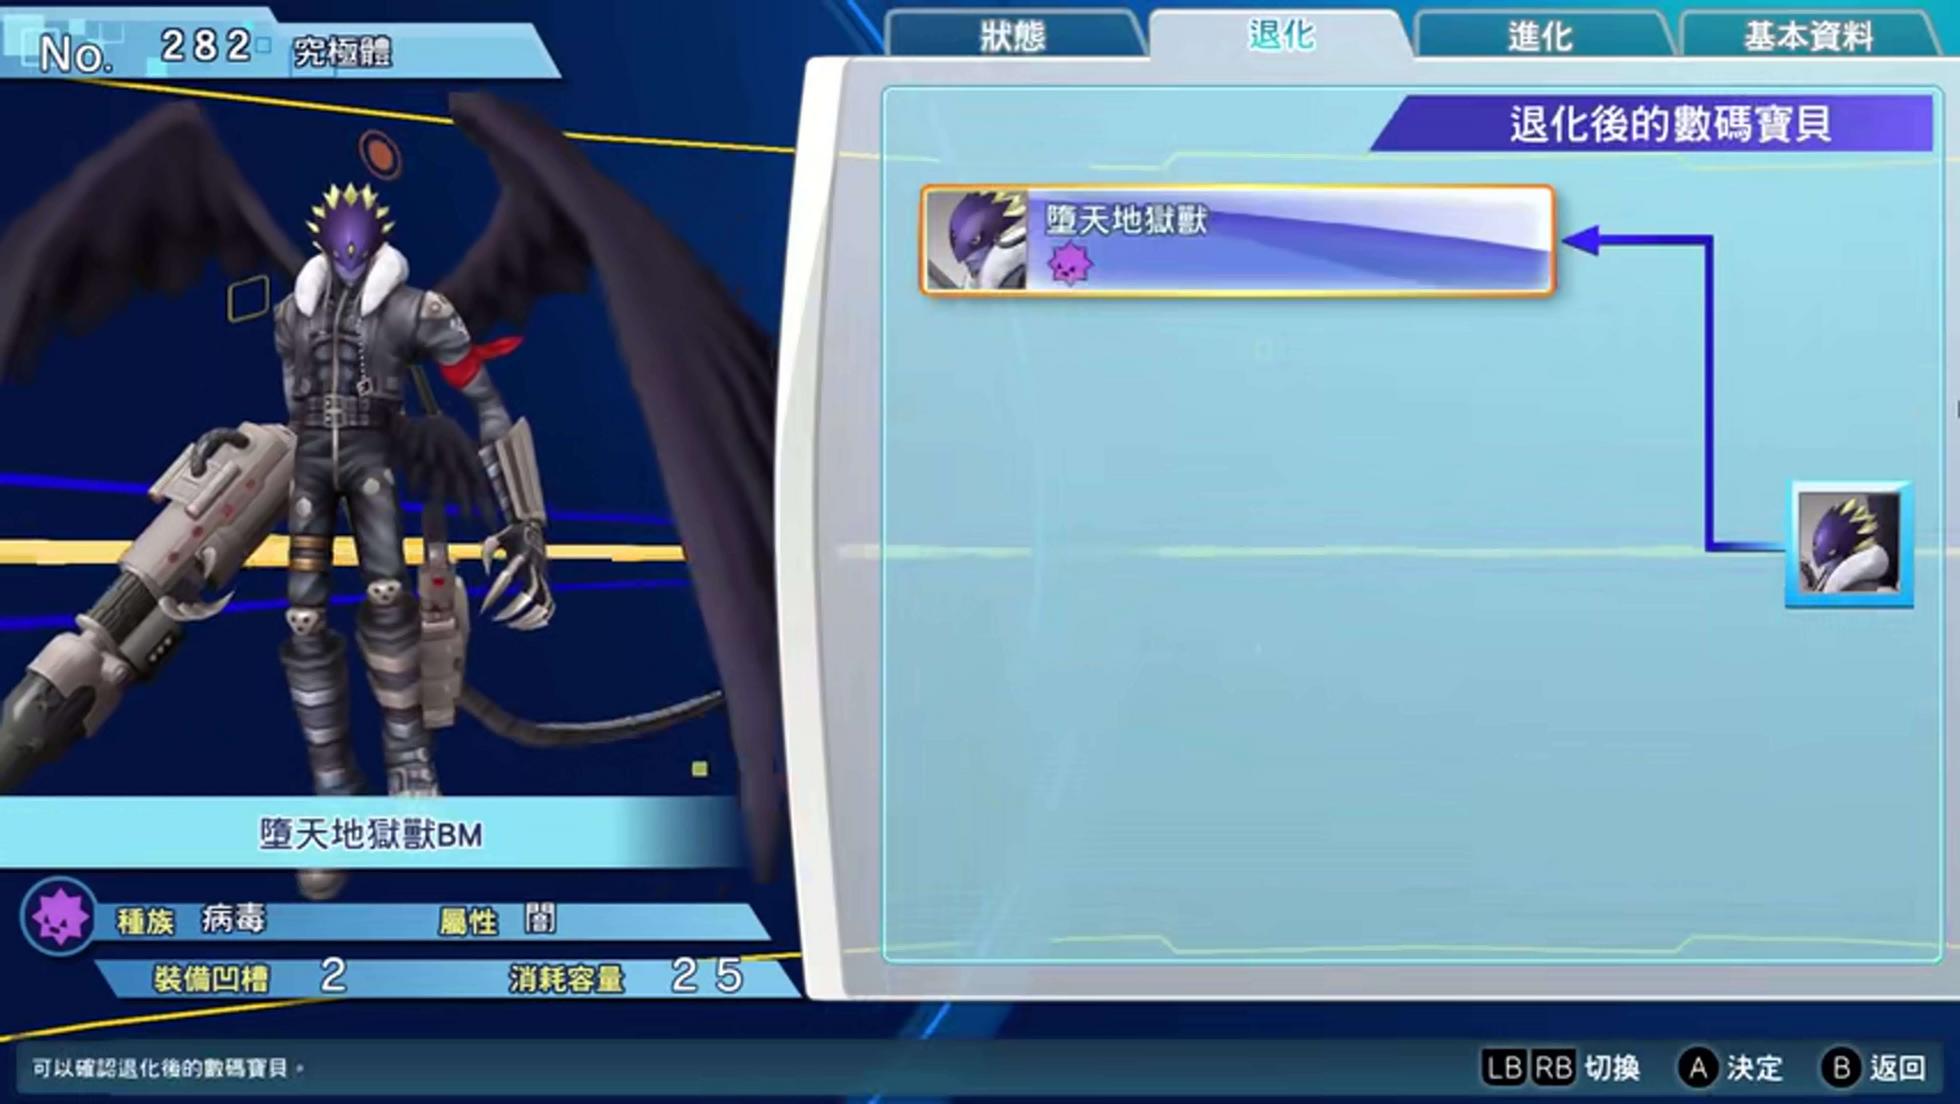 No. 282 究極體
狀態 退化 進化 基本資料
退化後的數碼寶貝
墮天地獄獸
墮天地獄獸BM
種族 病毒 屬性 闇
裝備凹槽 2 消耗容量 25
可以確認退化後的數碼寶貝。
LB RB 切換 A 決定 B 返回